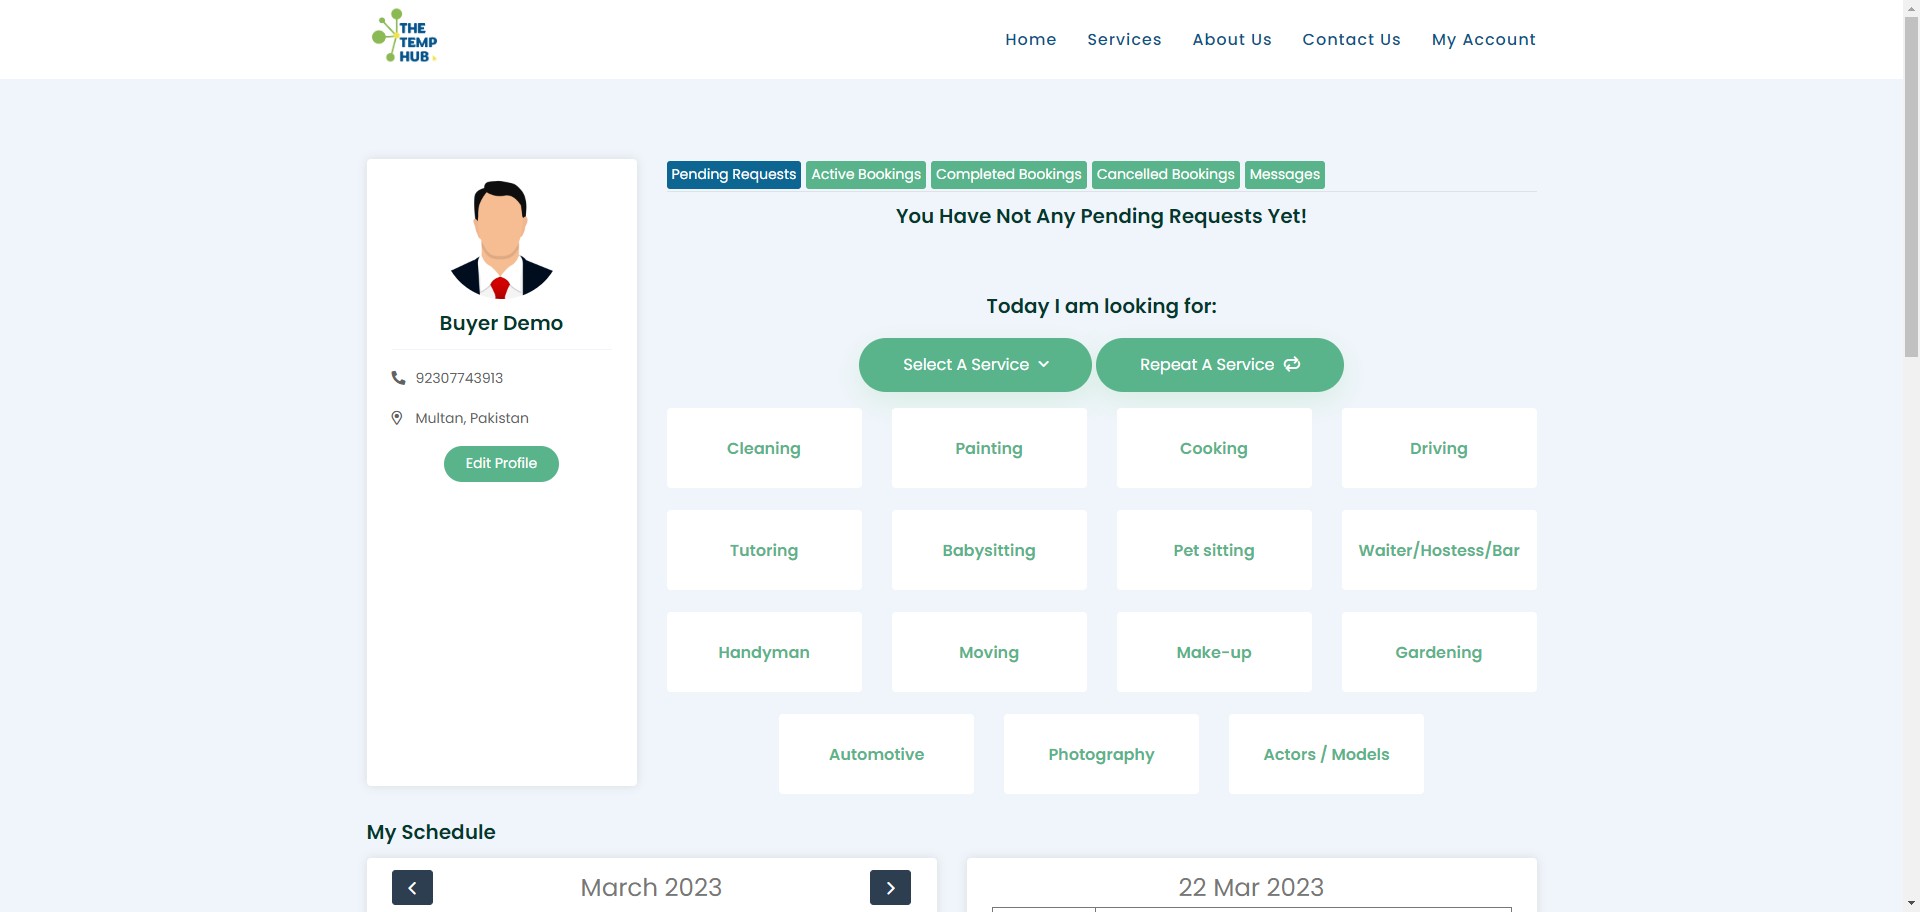 THE
TEMP
HUB
Home Services About Us Contact Us My Account
Pending Requests Active Bookings Completed Bookings Cancelled Bookings Messages
You Have Not Any Pending Requests Yet!
Buyer Demo
92307743913
Multan, Pakistan
Edit Profile
Today I am looking for:
Select A Service Repeat A Service
Cleaning Painting Cooking Driving
Tutoring Babysitting Pet sitting Waiter/Hostess/Bar
Handyman Moving Make-up Gardening
Automotive Photography Actors / Models
My Schedule
March 2023
22 Mar 2023